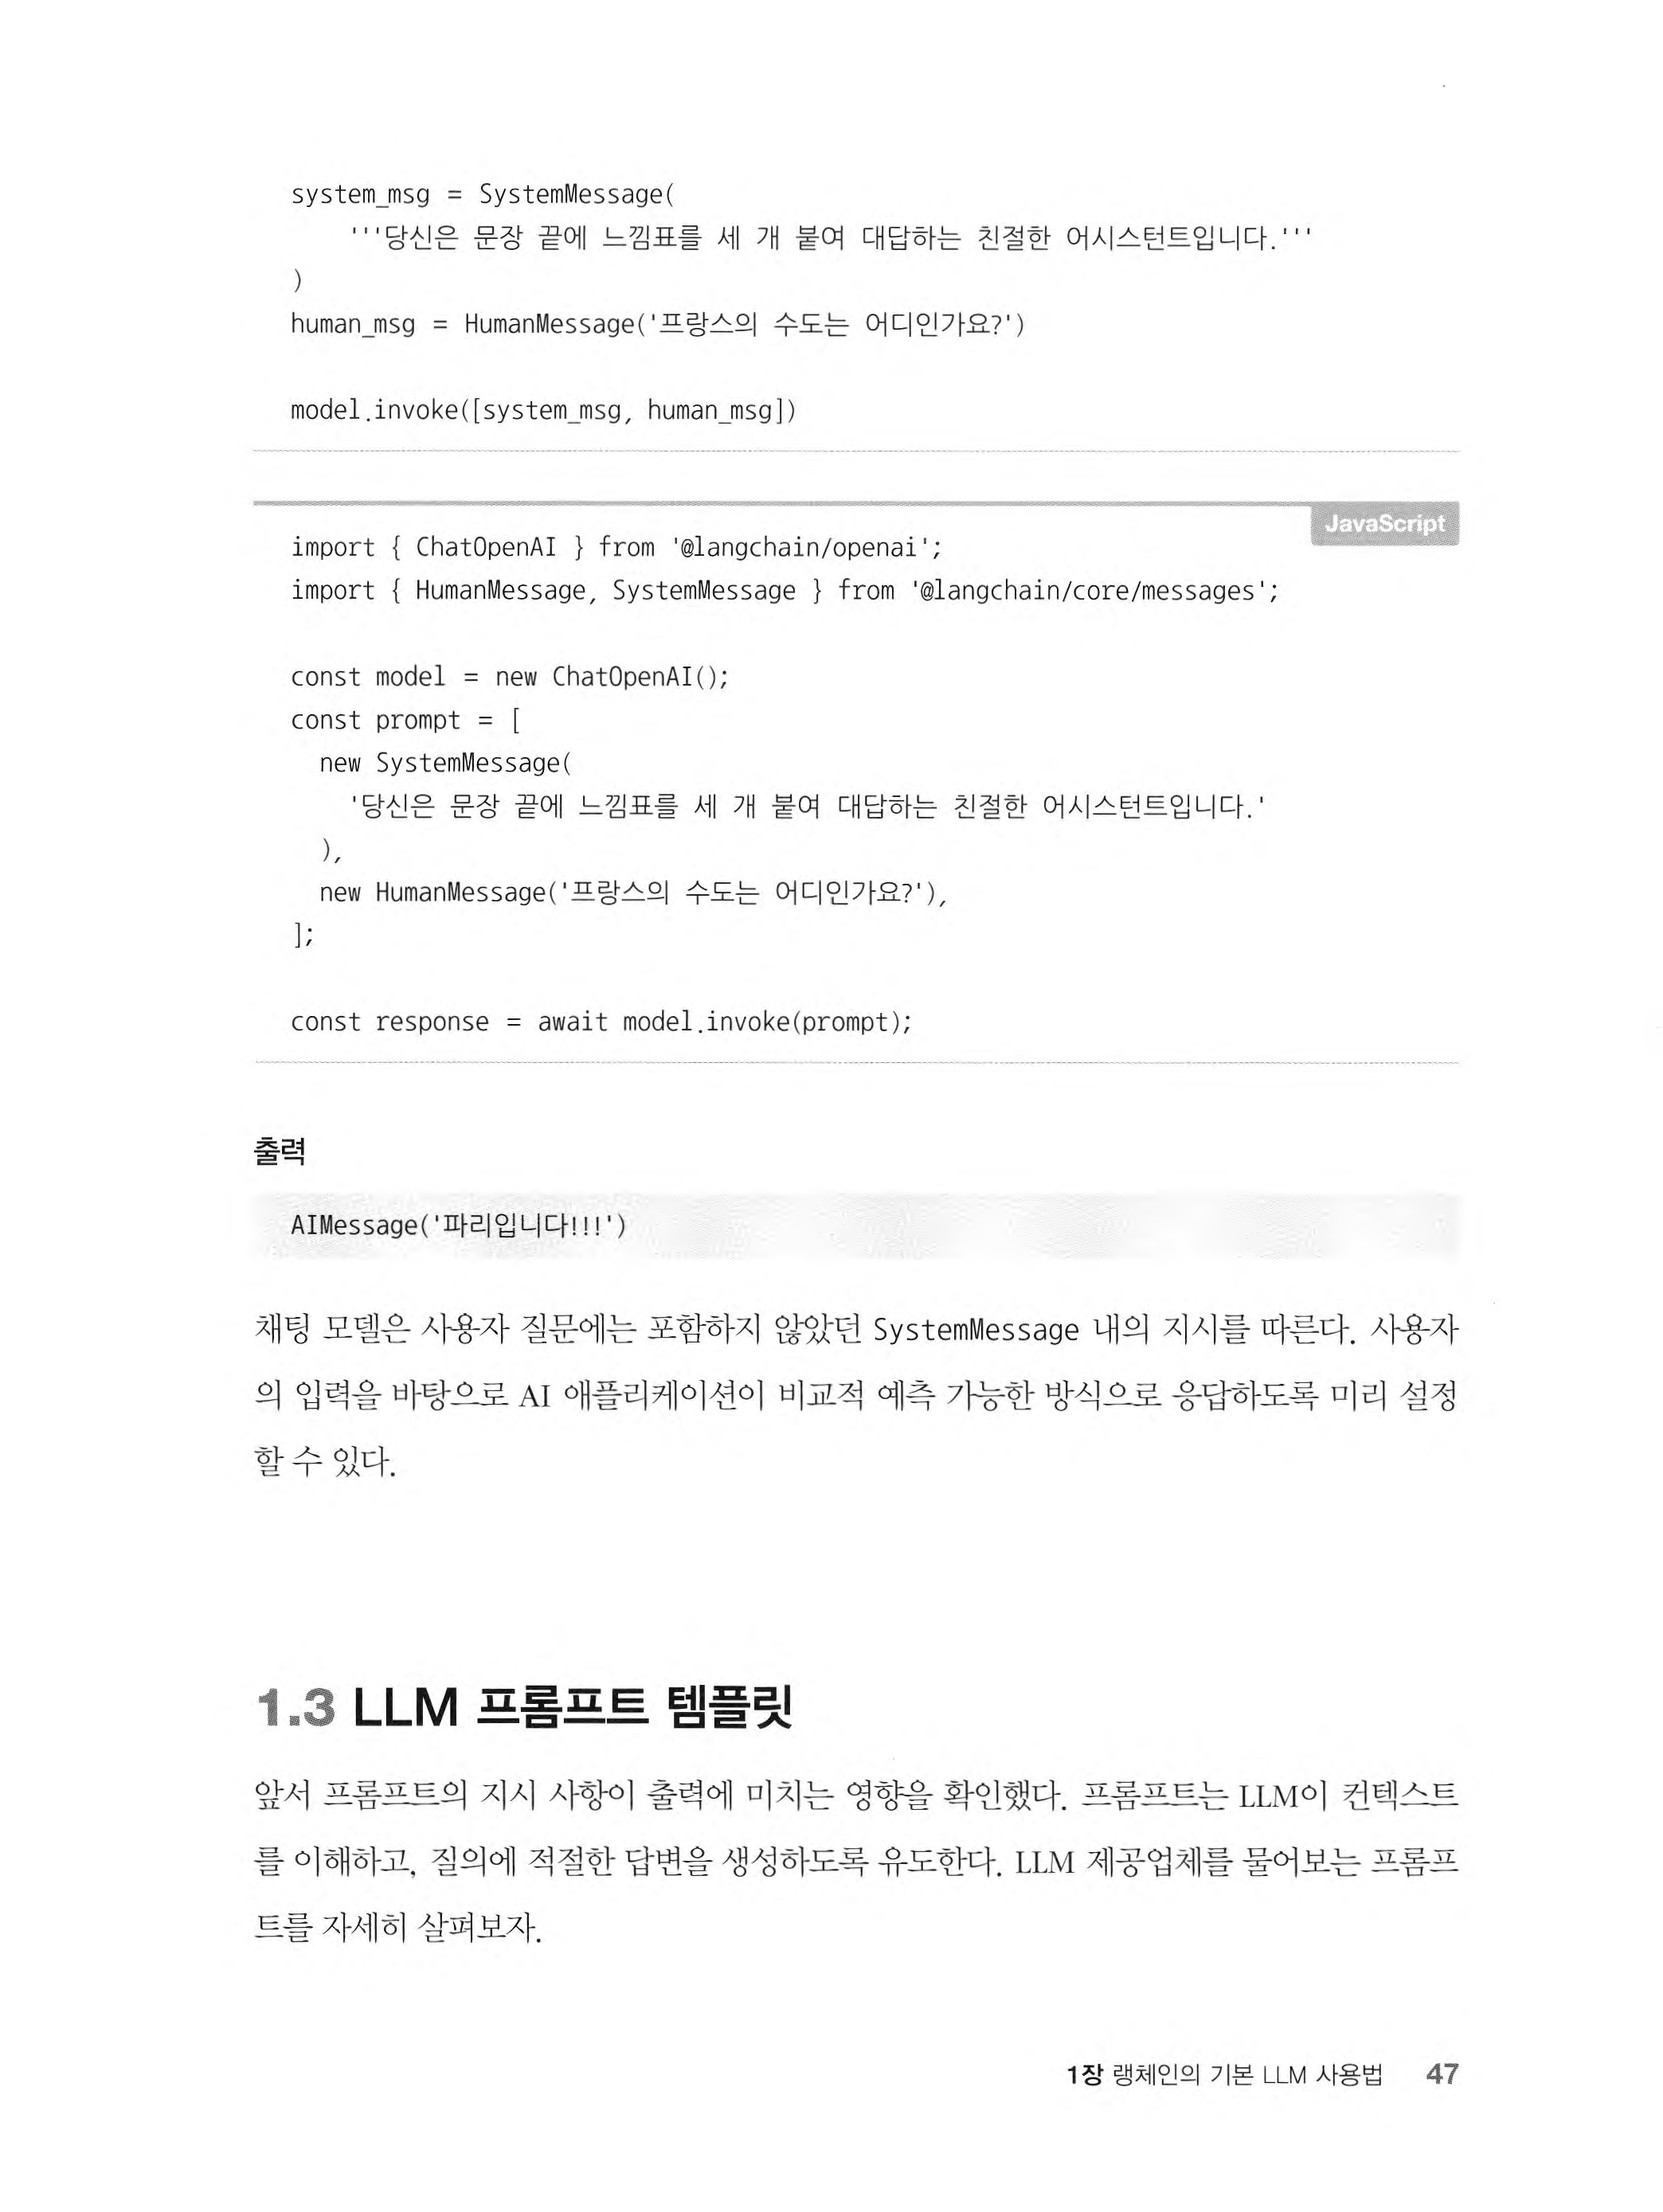 system_msg = SystemMessage(
    '''당신은 문장 끝에 느낌표를 세 개 붙여 대답하는 친절한 어시스턴트입니다.'''
)
human_msg = HumanMessage('프랑스의 수도는 어디인가요?')
model.invoke([system_msg, human_msg])
JavaScript
import { ChatOpenAI } from '@langchain/openai';
import { HumanMessage, SystemMessage } from '@langchain/core/messages';
const model = new ChatOpenAI();
const prompt = [
  new SystemMessage(
    '당신은 문장 끝에 느낌표를 세 개 붙여 대답하는 친절한 어시스턴트입니다.'
  ),
  new HumanMessage('프랑스의 수도는 어디인가요?'),
];
const response = await model.invoke(prompt);
출력
AIMessage('파리입니다!!!')
채팅 모델은 사용자 질문에는 포함하지 않았던 SystemMessage 내의 지시를 따른다. 사용자
의 입력을 바탕으로 AI 애플리케이션이 비교적 예측 가능한 방식으로 응답하도록 미리 설정
할 수 있다.
1.3 LLM 프롬프트 템플릿
앞서 프롬프트의 지시 사항이 출력에 미치는 영향을 확인했다. 프롬프트는 LLM이 컨텍스트
를 이해하고, 질의에 적절한 답변을 생성하도록 유도한다. LLM 제공업체를 물어보는 프롬프
트를 자세히 살펴보자.
1장 랭체인의 기본 LLM 사용법 47